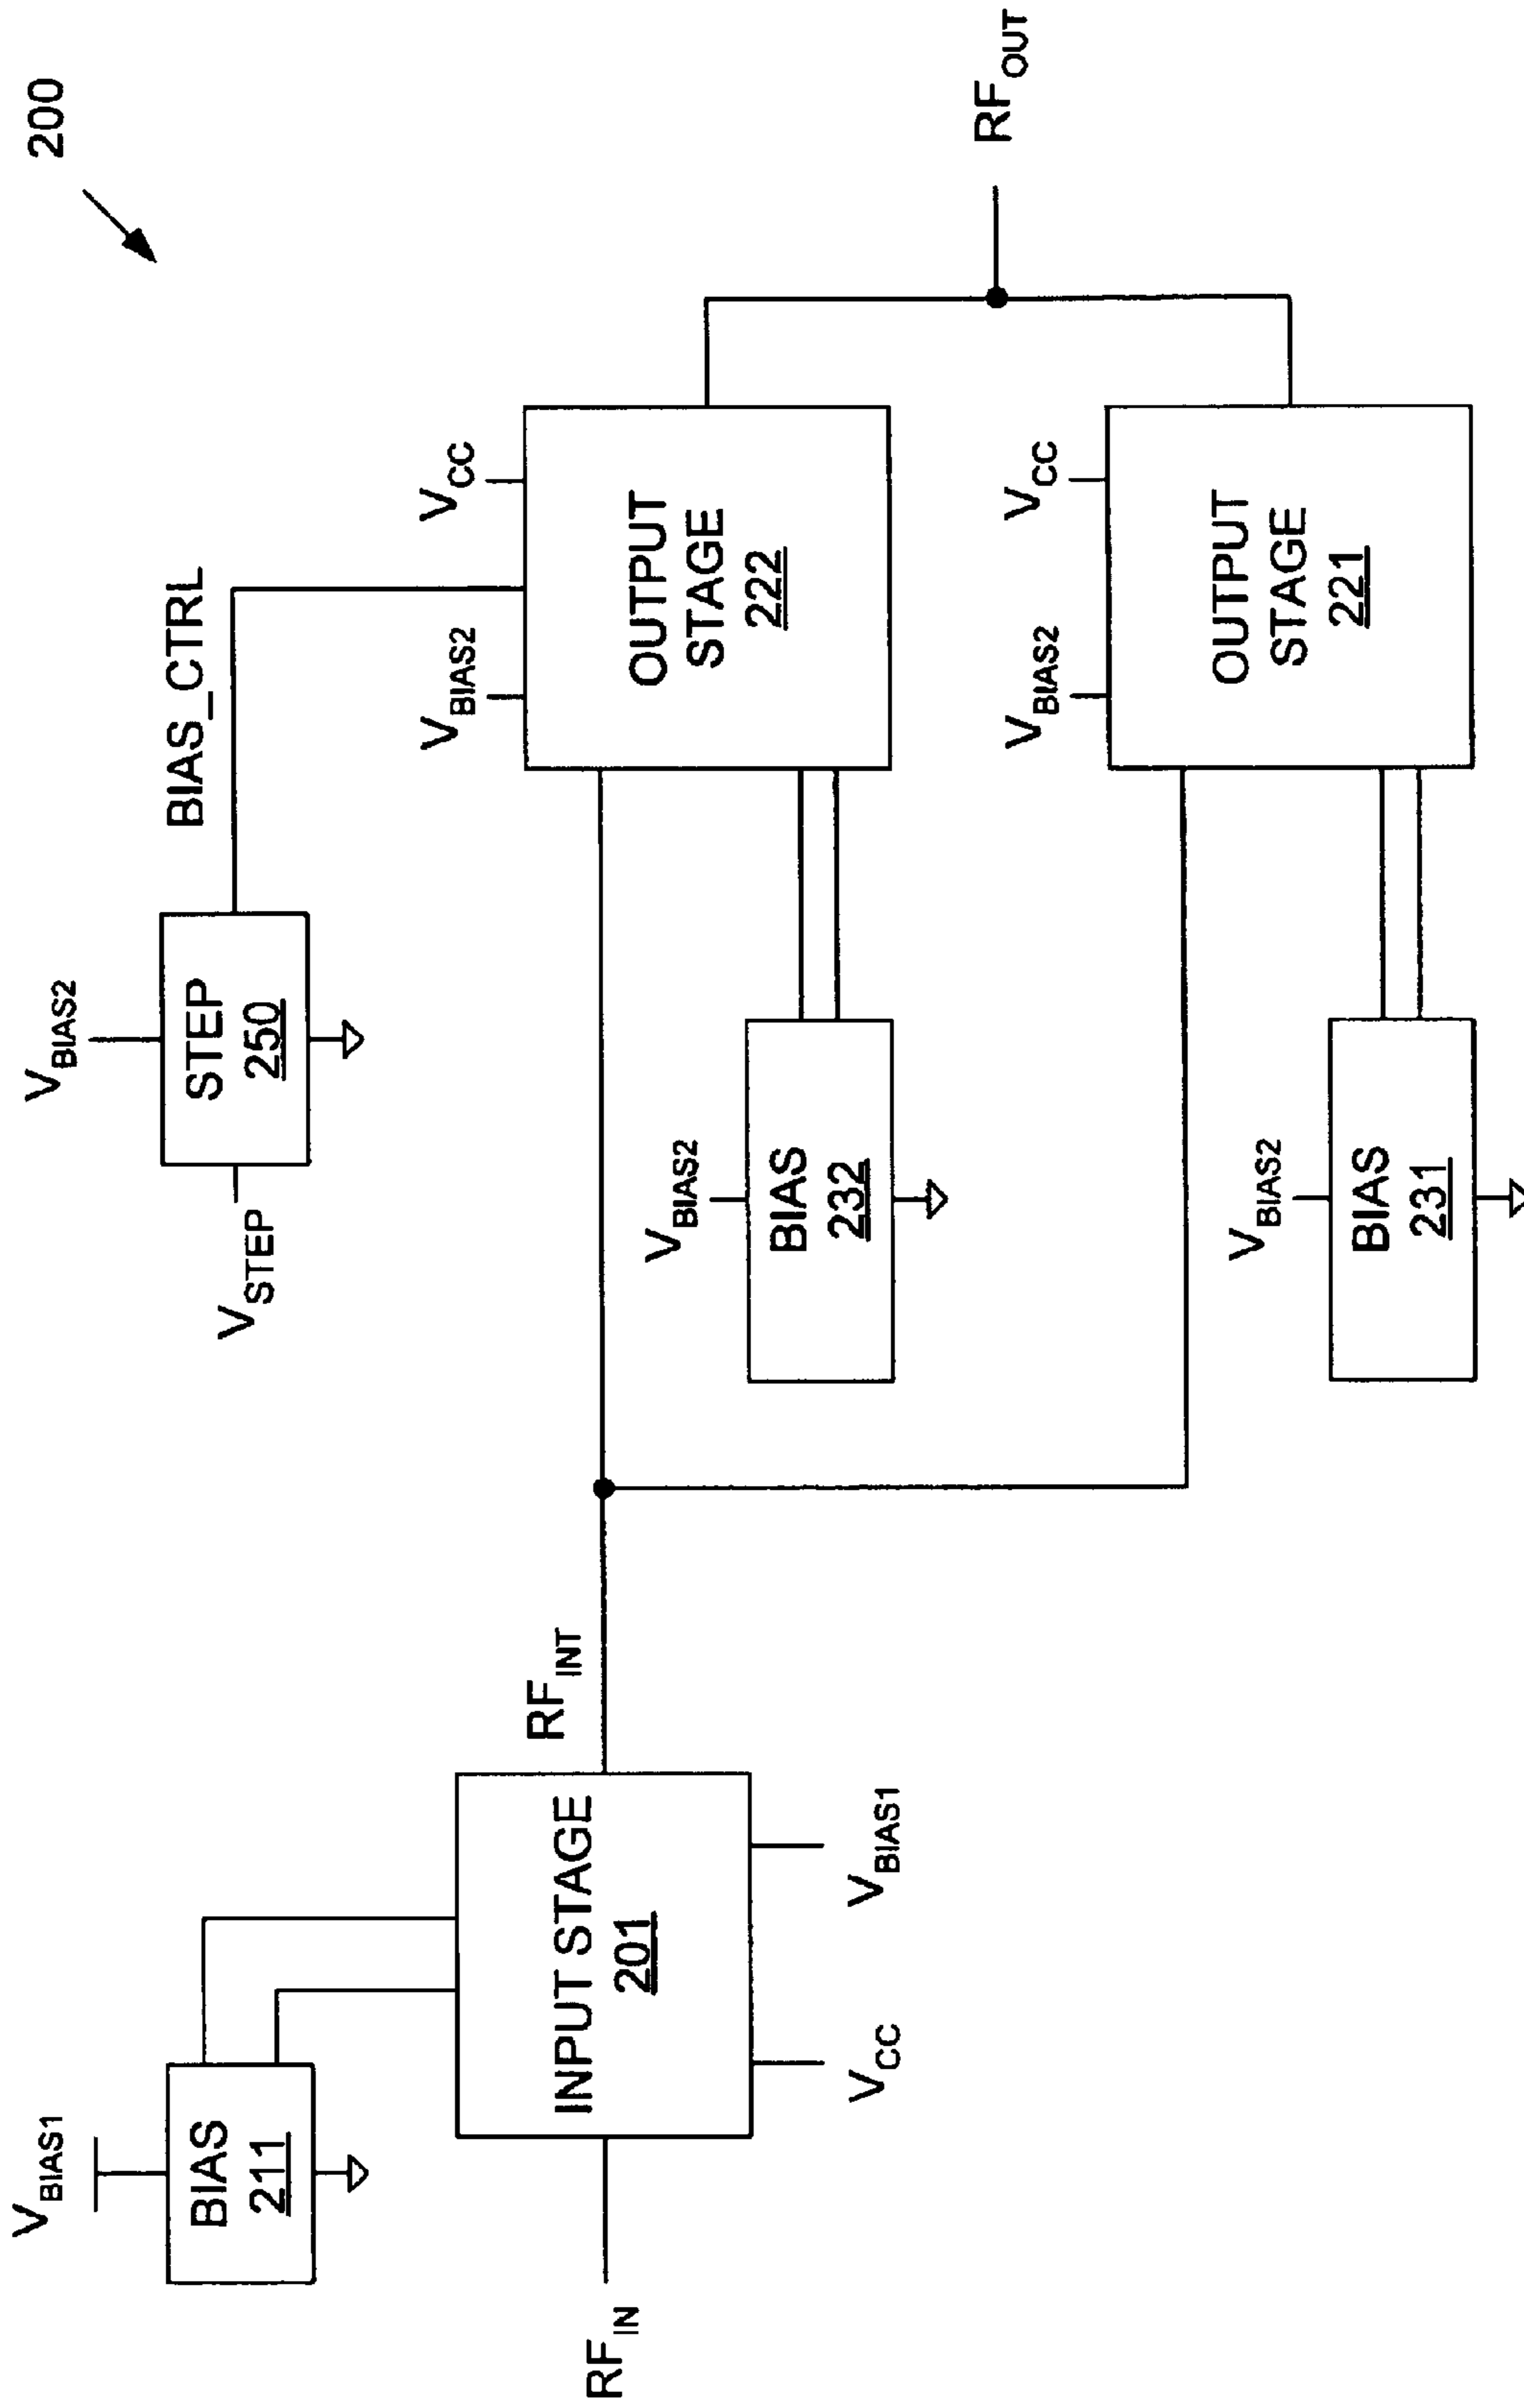 200
V_BIAS2
STEP
250
V_STEP
BIAS_CTRL
V_BIAS1
BIAS
211
V_BIAS2
V_CC
OUTPUT
STAGE
222
RF_OUT
RF_IN
INPUT STAGE
201
RF_INT
V_CC
V_BIAS1
V_BIAS2
BIAS
232
V_BIAS2
V_CC
OUTPUT
STAGE
221
V_BIAS2
BIAS
231